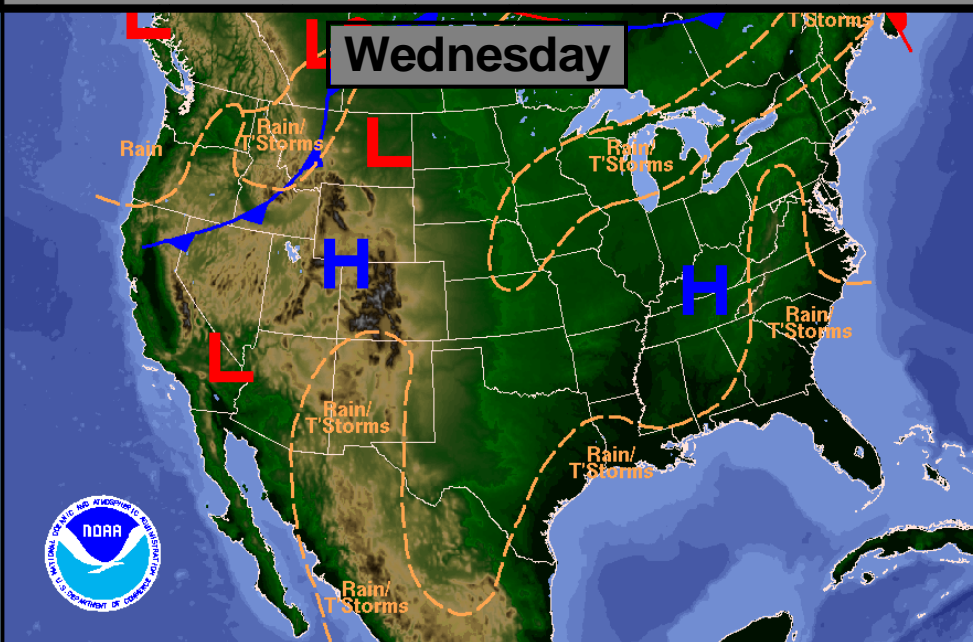 L
L
T'Storms
Wednesday
L
Rain/
T'Storms
Rain
Rain/
T'Storms
H
H
Rain/
T'Storms
L
Rain/
T'Storms
Rain/
T'Storms
Rain/
T'Storms
NATIONAL OCEANIC AND ATMOSPHERIC ADMINISTRATION
NOAA
U.S. DEPARTMENT OF COMMERCE